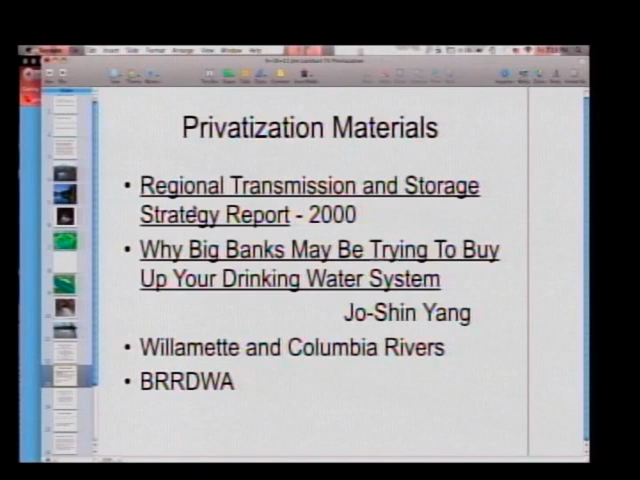 Privatization Materials
• Regional Transmission and Storage
Strategy Report - 2000
• Why Big Banks May Be Trying To Buy
Up Your Drinking Water System
Jo-Shin Yang
• Willamette and Columbia Rivers
• BRRDWA